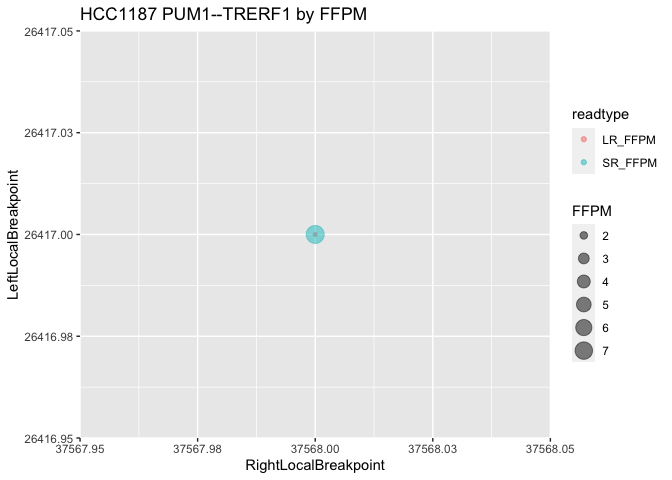 HCC1187 PUM1--TRERF1 by FFPM
26417.05
26417.03
26417.00
26416.98
26416.95
LeftLocalBreakpoint
37567.95
37567.98
37568.00
37568.03
37568.05
RightLocalBreakpoint
readtype
LR_FFPM
SR_FFPM
FFPM
2
3
4
5
6
7